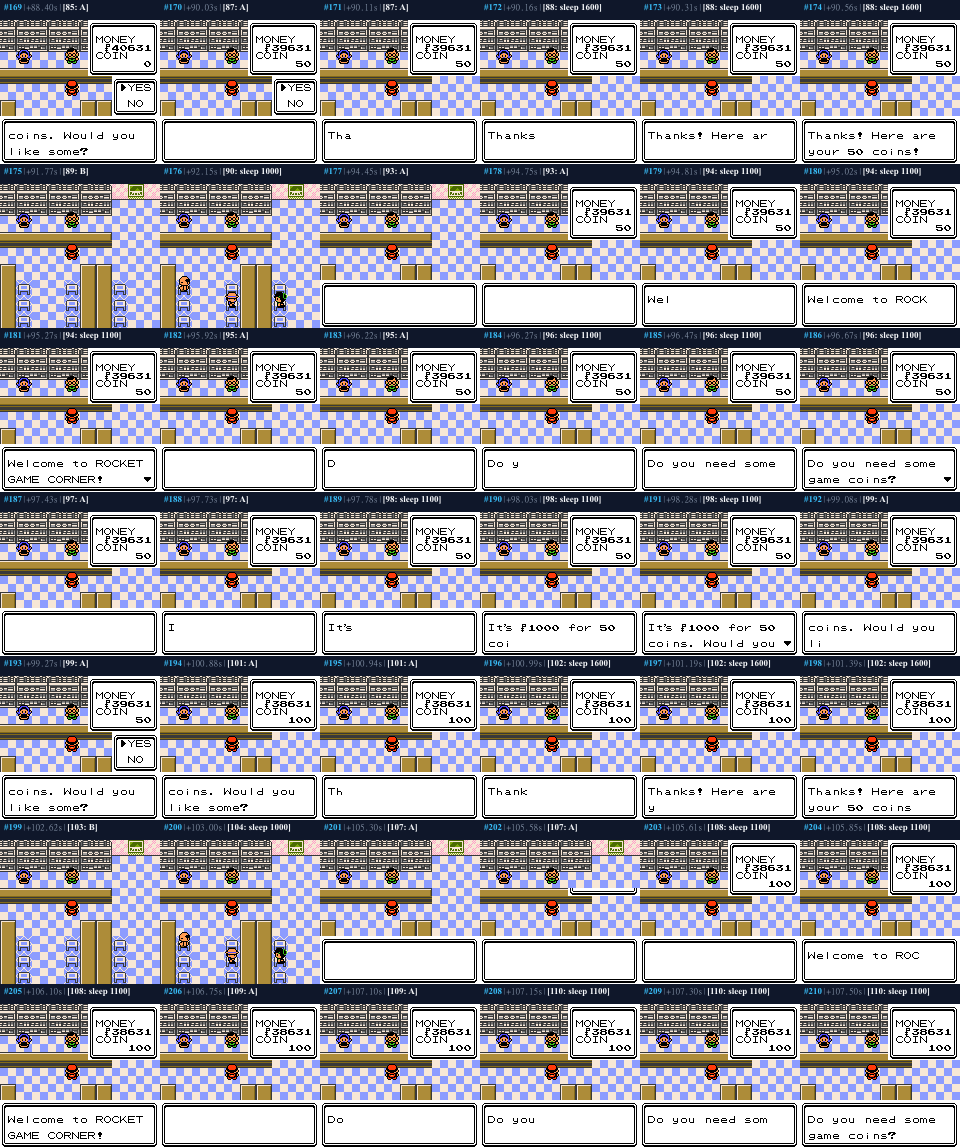 #169|+88.40s|[85: A] #170|+90.03s|[87: A] #171|+90.11s|[87: A] #172|+90.16s|[88: sleep 1600] #173|+90.31s|[88: sleep 1600] #174|+90.56s|[88: sleep 1600]
MONEY MONEY MONEY MONEY MONEY MONEY
₽40631 ₽39631 ₽39631 ₽39631 ₽39631 ₽39631
COIN COIN COIN COIN COIN COIN
0 50 50 50 50 50
▶YES ▶YES
NO NO
coins. Would you Tha Thanks Thanks! Here ar Thanks! Here are
like some? your 50 coins!
#175|+91.77s|[89: B] #176|+92.15s|[90: sleep 1000] #177|+94.45s|[93: A] #178|+94.75s|[93: A] #179|+94.81s|[94: sleep 1100] #180|+95.02s|[94: sleep 1100]
MONEY MONEY MONEY
₽39631 ₽39631 ₽39631
COIN COIN COIN
50 50 50
Wel Welcome to ROCK
#181|+95.27s|[94: sleep 1100] #182|+95.92s|[95: A] #183|+96.22s|[95: A] #184|+96.27s|[96: sleep 1100] #185|+96.47s|[96: sleep 1100] #186|+96.67s|[96: sleep 1100]
MONEY MONEY MONEY MONEY MONEY MONEY
₽39631 ₽39631 ₽39631 ₽39631 ₽39631 ₽39631
COIN COIN COIN COIN COIN COIN
50 50 50 50 50 50
Welcome to ROCKET D Do y Do you need some Do you need some
GAME CORNER! ▼ game coins? ▼
#187|+97.43s|[97: A] #188|+97.73s|[97: A] #189|+97.78s|[98: sleep 1100] #190|+98.03s|[98: sleep 1100] #191|+98.28s|[98: sleep 1100] #192|+99.08s|[99: A]
MONEY MONEY MONEY MONEY MONEY MONEY
₽39631 ₽39631 ₽39631 ₽39631 ₽39631 ₽39631
COIN COIN COIN COIN COIN COIN
50 50 50 50 50 50
I It's It's ₽1000 for 50 It's ₽1000 for 50 coins. Would you
coi coins. Would you ▼ li
#193|+99.27s|[99: A] #194|+100.88s|[101: A] #195|+100.94s|[101: A] #196|+100.99s|[102: sleep 1600] #197|+101.19s|[102: sleep 1600] #198|+101.39s|[102: sleep 1600]
MONEY MONEY MONEY MONEY MONEY MONEY
₽39631 ₽38631 ₽38631 ₽38631 ₽38631 ₽38631
COIN COIN COIN COIN COIN COIN
50 100 100 100 100 100
▶YES
NO
coins. Would you coins. Would you Th Thank Thanks! Here are Thanks! Here are
like some? like some? y your 50 coins
#199|+102.62s|[103: B] #200|+103.00s|[104: sleep 1000] #201|+105.30s|[107: A] #202|+105.58s|[107: A] #203|+105.61s|[108: sleep 1100] #204|+105.85s|[108: sleep 1100]
MONEY MONEY
₽38631 ₽38631
COIN COIN
100 100
Welcome to ROC
#205|+106.10s|[108: sleep 1100] #206|+106.75s|[109: A] #207|+107.10s|[109: A] #208|+107.15s|[110: sleep 1100] #209|+107.30s|[110: sleep 1100] #210|+107.50s|[110: sleep 1100]
MONEY MONEY MONEY MONEY MONEY MONEY
₽38631 ₽38631 ₽38631 ₽38631 ₽38631 ₽38631
COIN COIN COIN COIN COIN COIN
100 100 100 100 100 100
Welcome to ROCKET Do Do you Do you need som Do you need some
GAME CORNER! game coins?